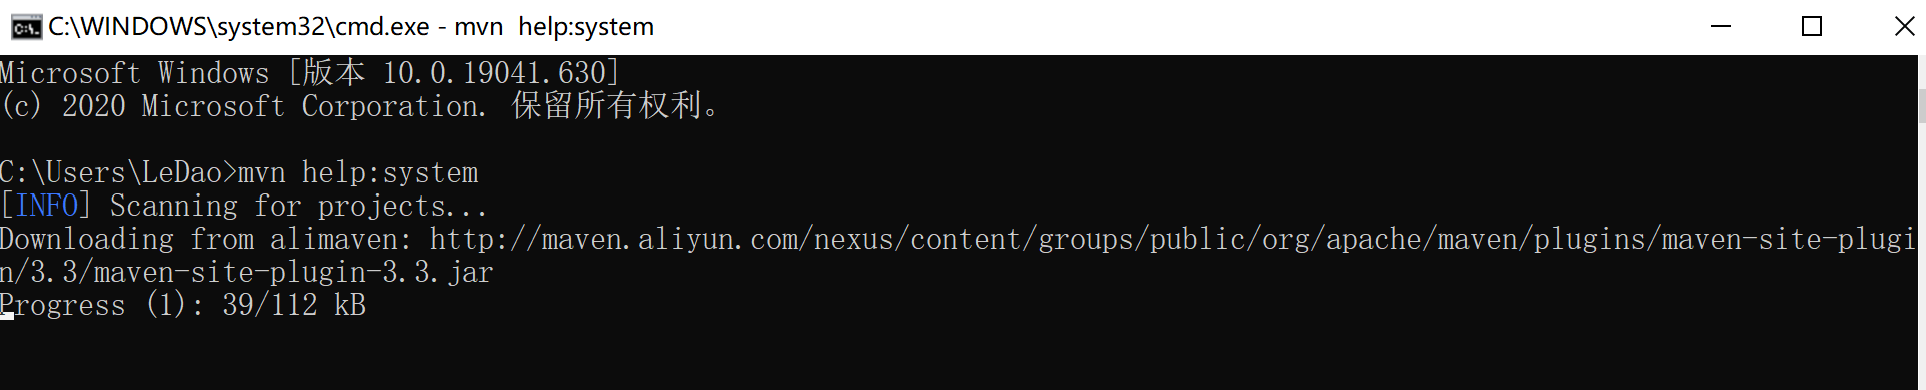 C:\WINDOWS\system32\cmd.exe - mvn  help:system
Microsoft Windows [版本 10.0.19041.630]
(c) 2020 Microsoft Corporation. 保留所有权利。
C:\Users\LeDao>mvn help:system
[INFO] Scanning for projects...
Downloading from alimaven: http://maven.aliyun.com/nexus/content/groups/public/org/apache/maven/plugins/maven-site-plugi
n/3.3/maven-site-plugin-3.3.jar
Progress (1): 39/112 kB